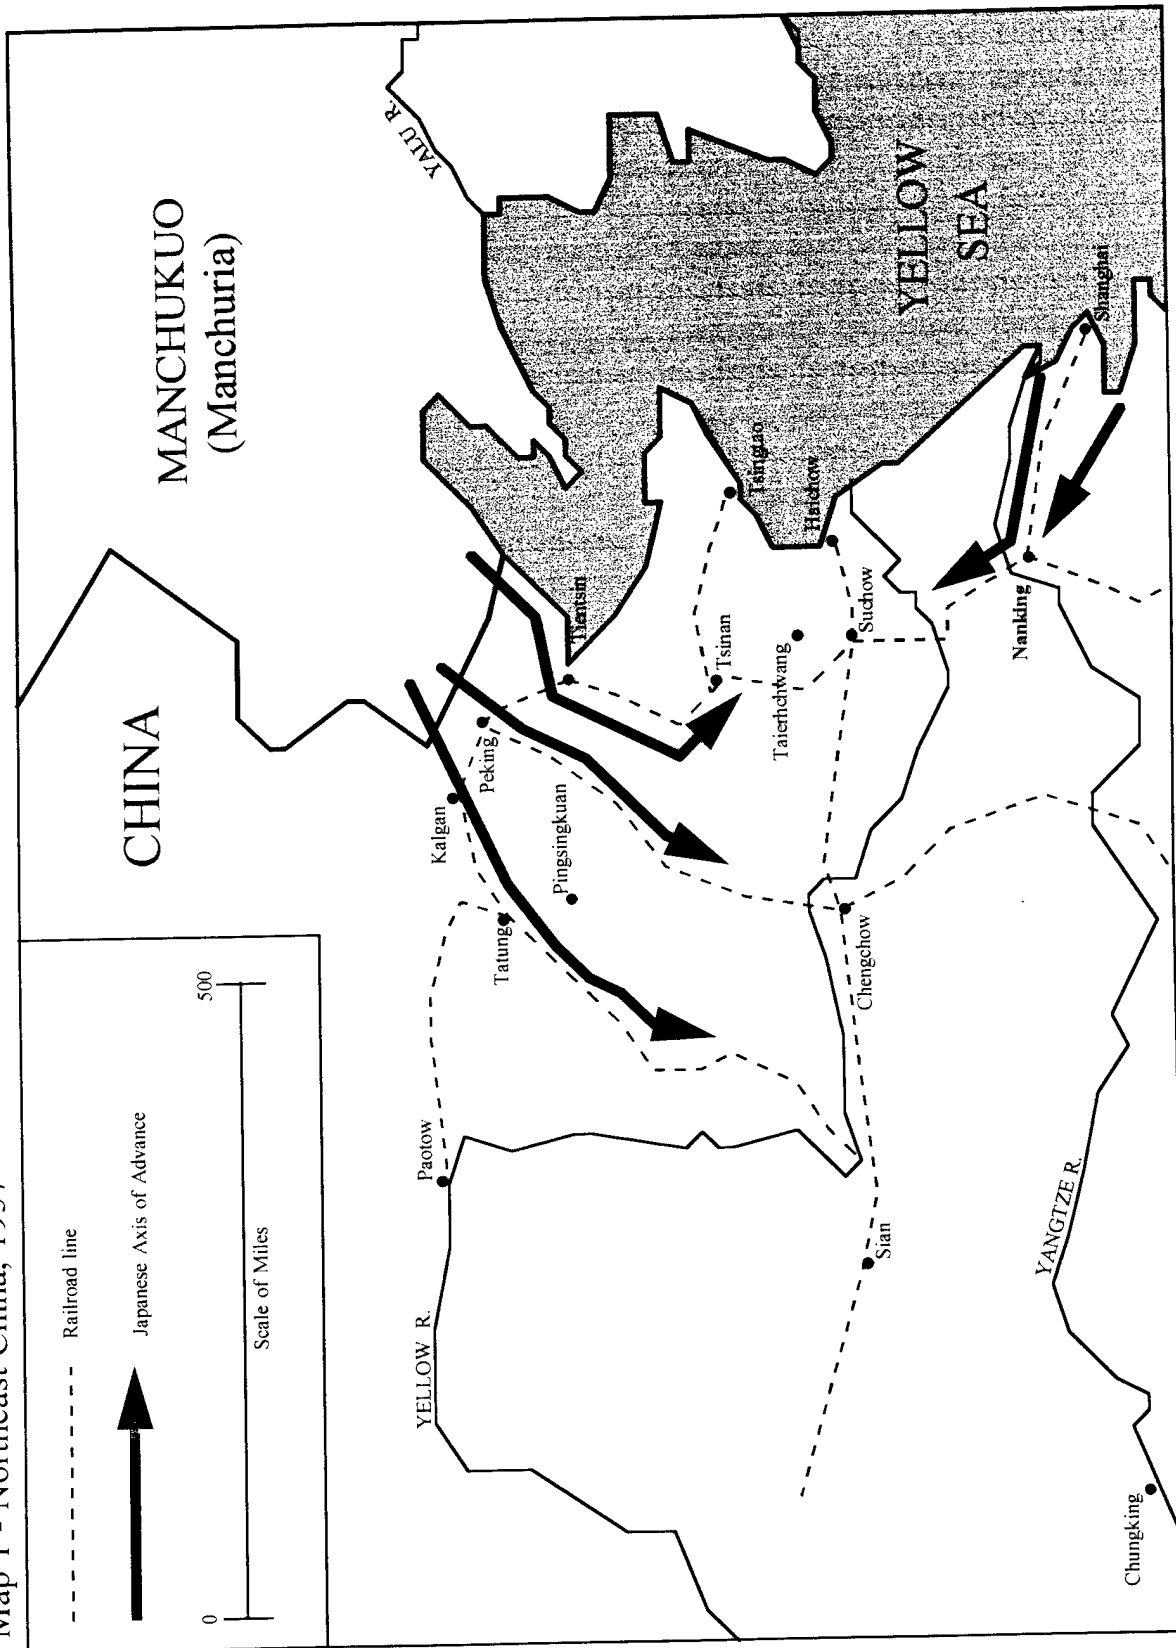 Map 1 - Northeast China, 1937
Railroad line
Japanese Axis of Advance
0
500
Scale of Miles
CHINA
MANCHUKUO
(Manchuria)
YALU R.
YELLOW R.
Paotow
Kalgan
Peking
Tatung
Pingsingkuan
Tientsin
Tsinan
Tsingtao
Taierhchwang
Haichow
Suchow
Chengchow
Sian
YELLOW
SEA
Nanking
Shanghai
YANGTZE R.
Chungking